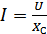 I = U / X_C